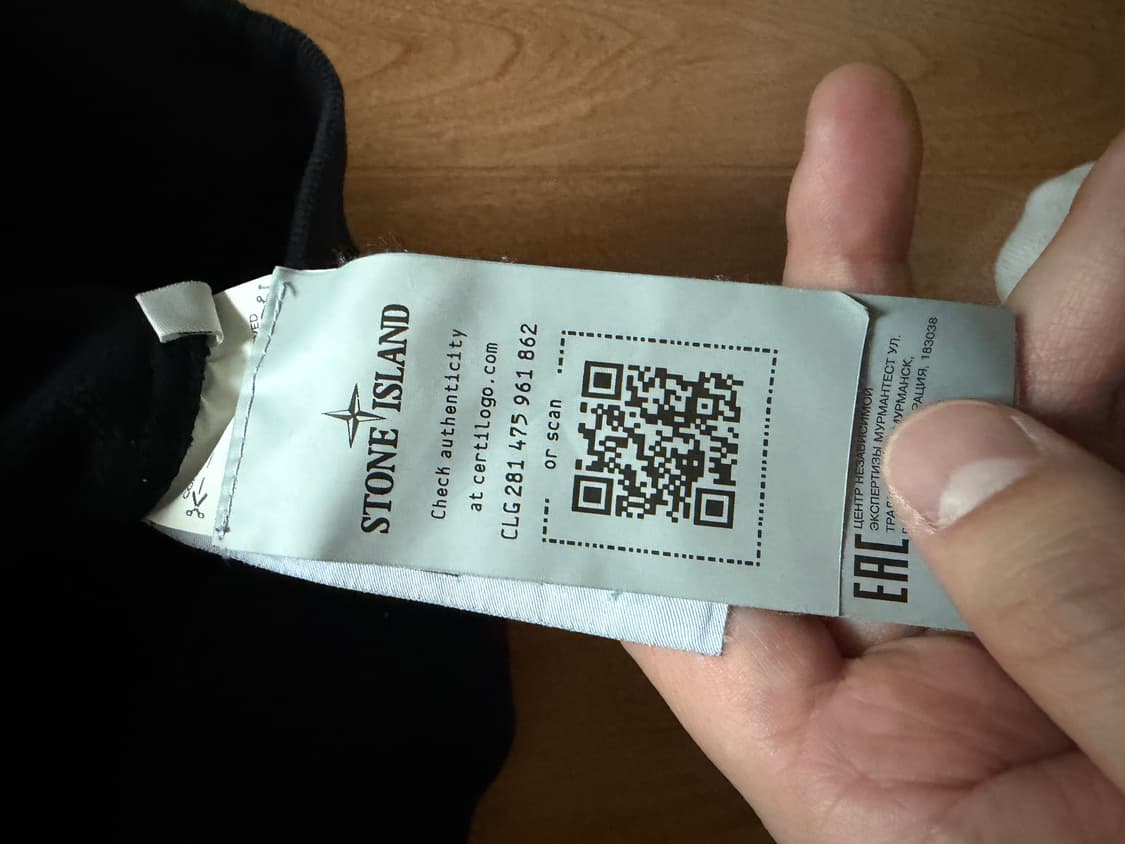 STONE ISLAND
Check authenticity
at certilogo.com
CLG 281 475 961 862
or scan
EAC
ЦЕНТР НЕЗАВИСИМОЙ
ЭКСПЕРТИЗЫ МУРМАНТЕСТ УЛ.
МУРМАНСК,
183038